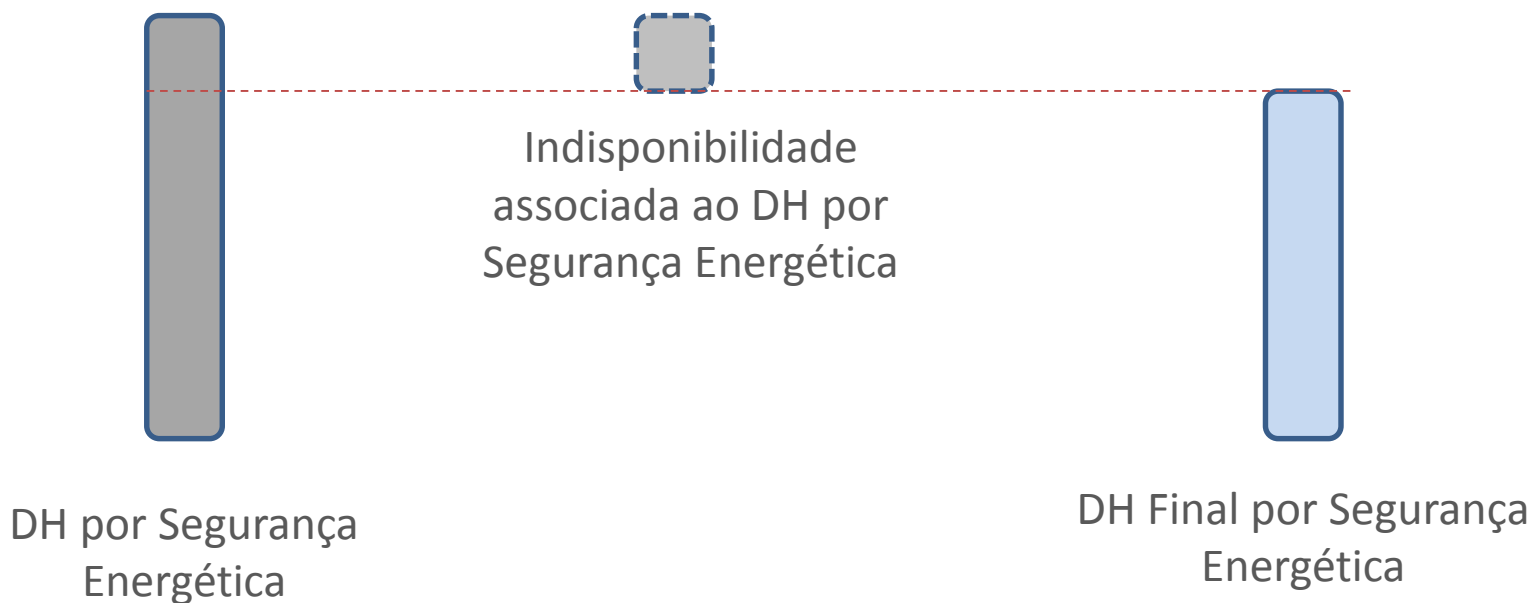 Indisponibilidade
associada ao DH por
Segurança Energética
DH por Segurança
Energética
DH Final por Segurança
Energética